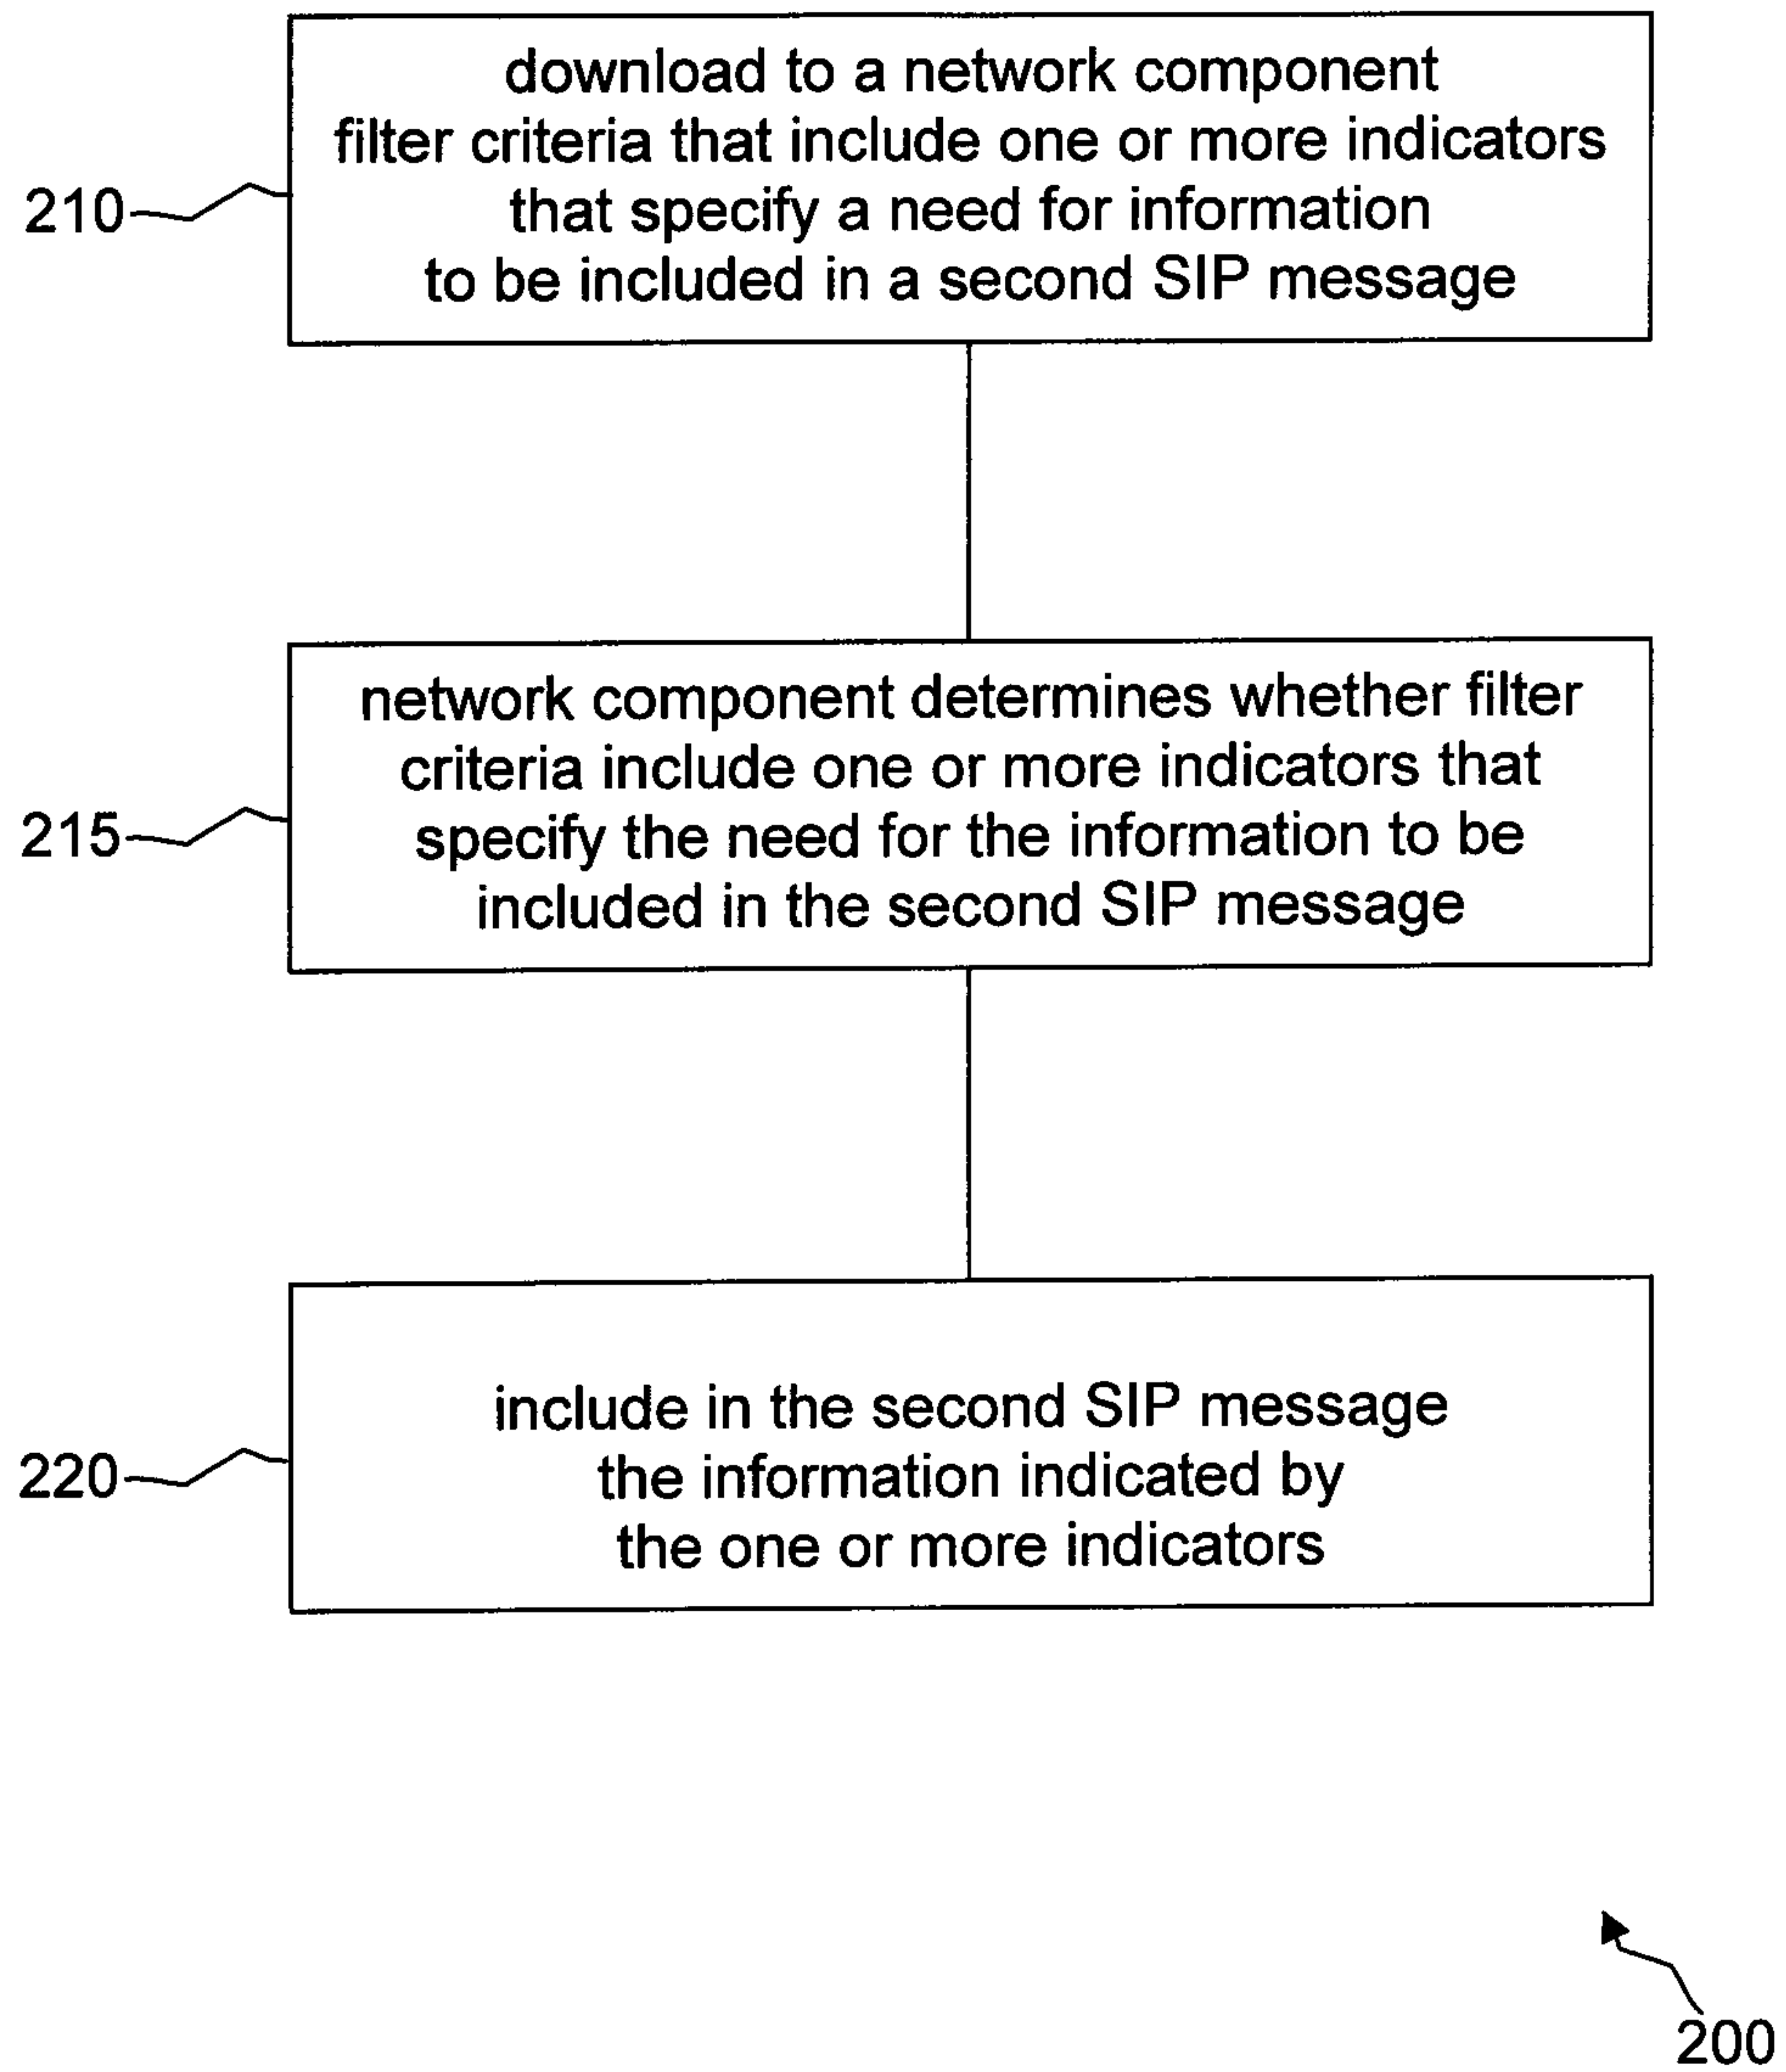 download to a network component
filter criteria that include one or more indicators
that specify a need for information
to be included in a second SIP message
210
network component determines whether filter
criteria include one or more indicators that
specify the need for the information to be
included in the second SIP message
215
include in the second SIP message
the information indicated by
the one or more indicators
220
200